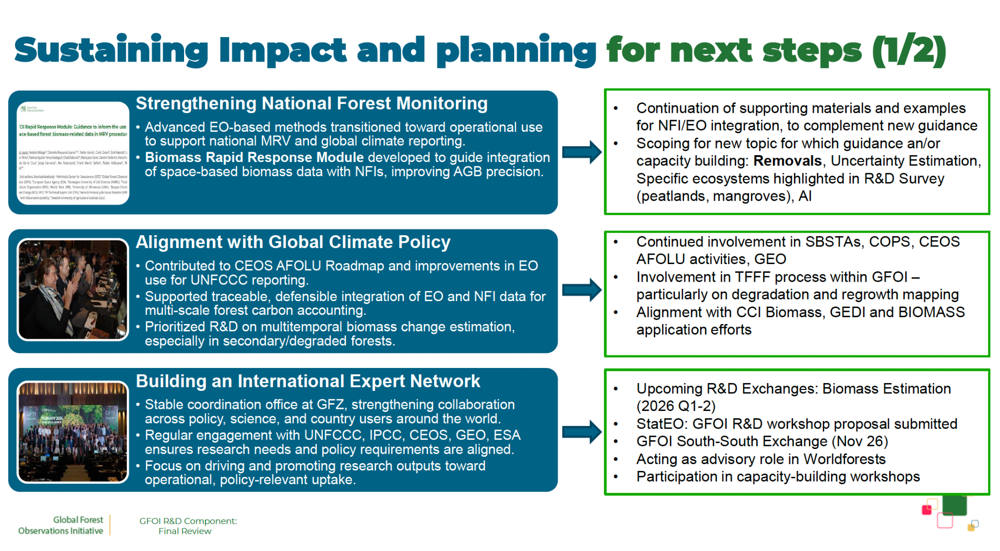 Sustaining Impact and planning for next steps (1/2)
Global Forest
Observations Initiative
OI Rapid Response Module: Guidance to inform the use
ace-based forest biomass-related data in MRV procedur
Strengthening National Forest Monitoring
• Advanced EO-based methods transitioned toward operational use
to support national MRV and global climate reporting.
• Biomass Rapid Response Module developed to guide integration
of space-based biomass data with NFIs, improving AGB precision.
• Continuation of supporting materials and examples
for NFI/EO integration, to complement new guidance
• Scoping for new topic for which guidance an/or
capacity building: Removals, Uncertainty Estimation,
Specific ecosystems highlighted in R&D Survey
(peatlands, mangroves), AI
Alignment with Global Climate Policy
• Contributed to CEOS AFOLU Roadmap and improvements in EO
use for UNFCCC reporting.
• Supported traceable, defensible integration of EO and NFI data for
multi-scale forest carbon accounting.
• Prioritized R&D on multitemporal biomass change estimation,
especially in secondary/degraded forests.
• Continued involvement in SBSTAs, COPS, CEOS
AFOLU activities, GEO
• Involvement in TFFF process within GFOI –
particularly on degradation and regrowth mapping
• Alignment with CCI Biomass, GEDI and BIOMASS
application efforts
GFOI
GFOI
PLENARY 2025
Building an International Expert Network
• Stable coordination office at GFZ, strengthening collaboration
across policy, science, and country users around the world.
• Regular engagement with UNFCCC, IPCC, CEOS, GEO, ESA
ensures research needs and policy requirements are aligned.
• Focus on driving and promoting research outputs toward
operational, policy-relevant uptake.
• Upcoming R&D Exchanges: Biomass Estimation
(2026 Q1-2)
• StatEO: GFOI R&D workshop proposal submitted
• GFOI South-South Exchange (Nov 26)
• Acting as advisory role in Worldforests
• Participation in capacity-building workshops
Global Forest
Observations Initiative
GFOI R&D Component:
Final Review